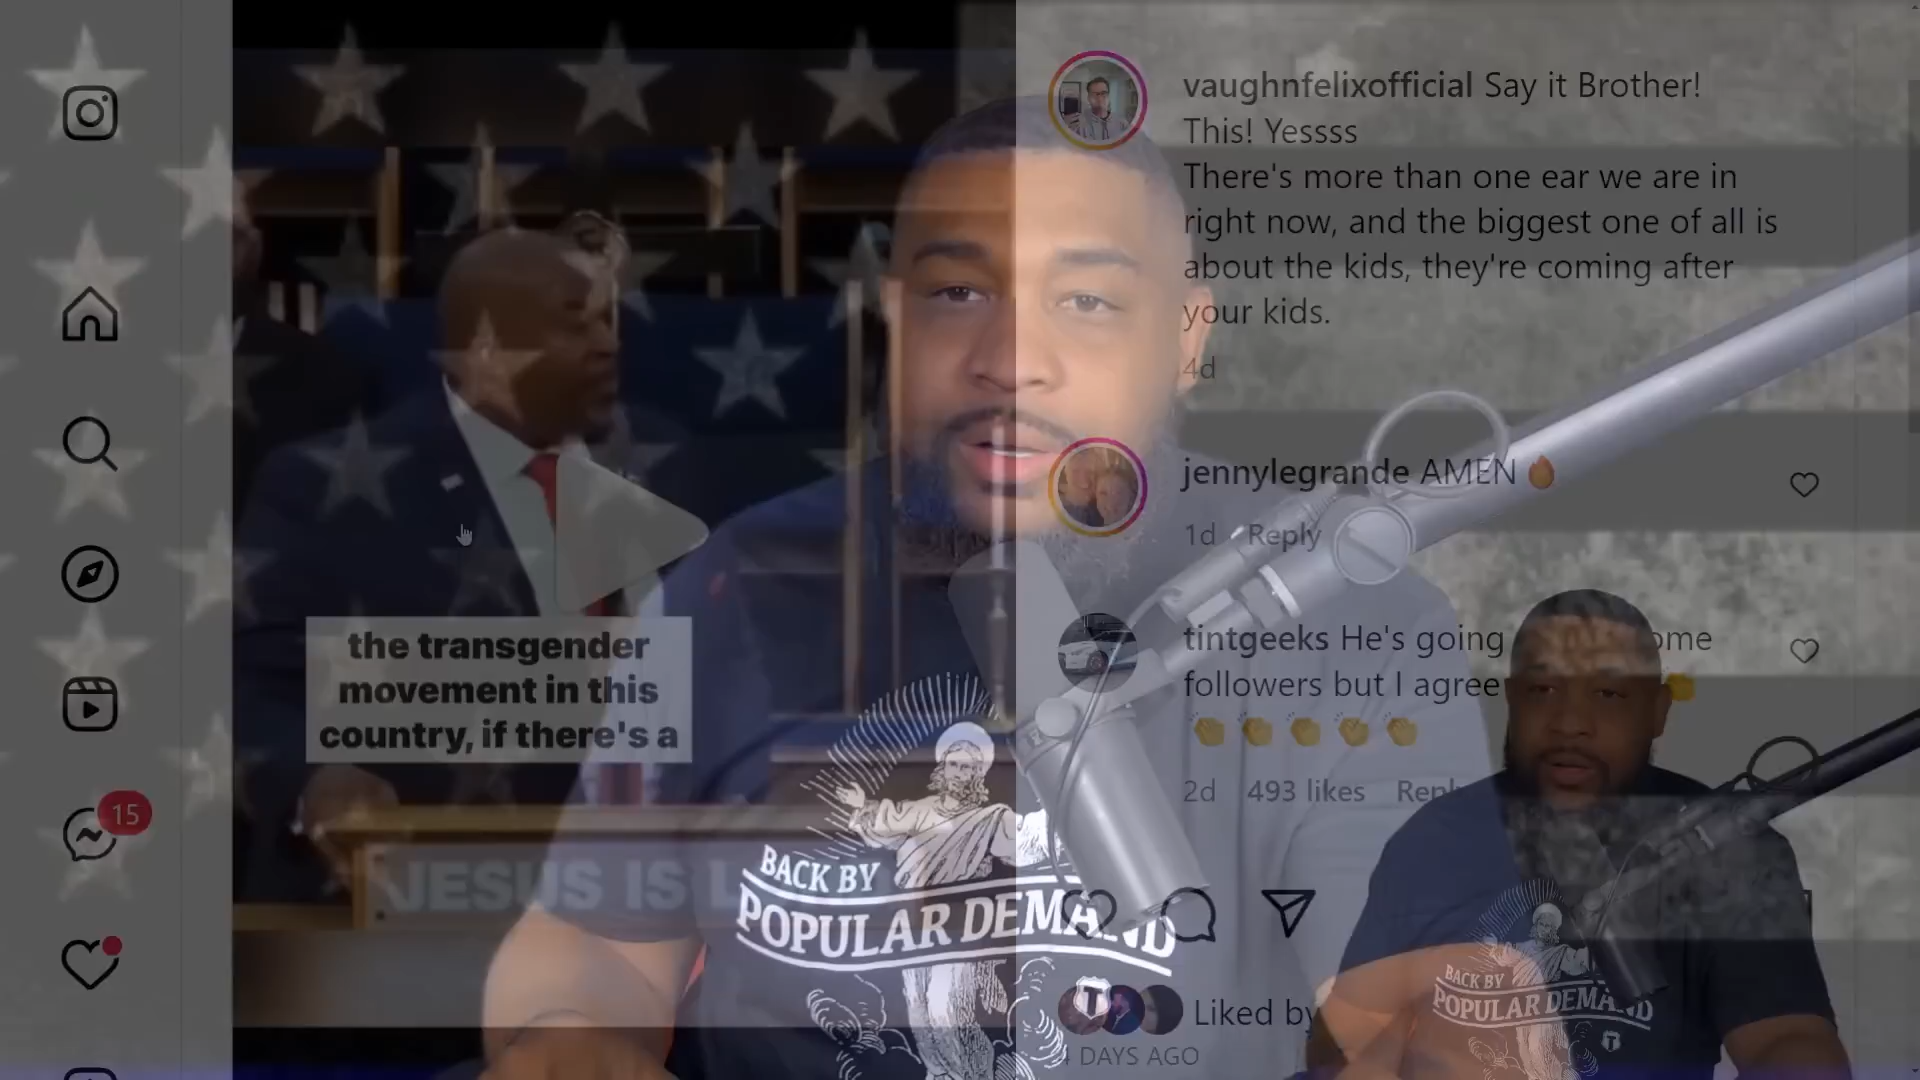 vaughnfelixofficial Say it Brother!
This! Yessss
There's more than one ear we are in
right now, and the biggest one of all is
about the kids, they're coming after
your kids.
4d
jennylegrande AMEN
1d Reply
tintgeeks He's going
followers but I agree
2d 493 likes
the transgender
movement in this
country, if there's a
15
JESUS IS
BACK BY
POPULAR DEMAND
T
Liked by
DAYS AGO
BACK BY
POPULAR DEMAND
T